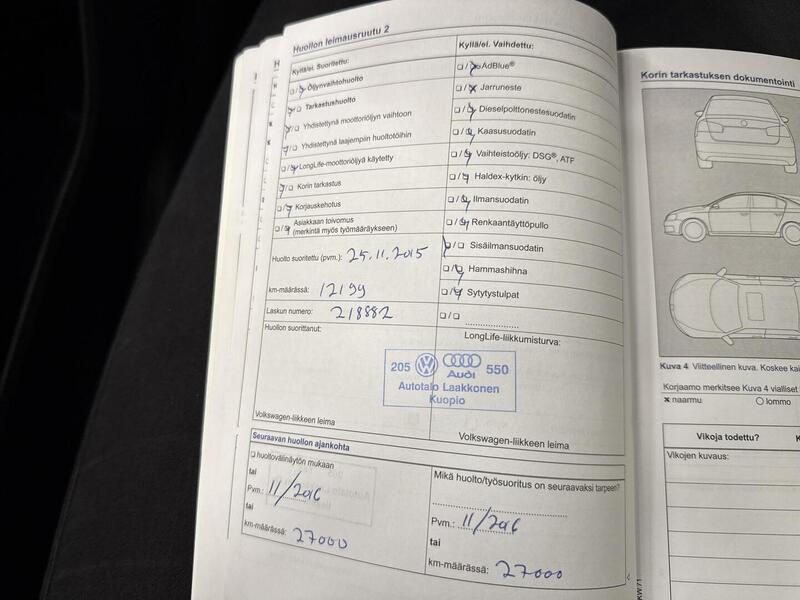 Huollon leimausruutu 2
Kyllä/ei. Suoritettu:
Öljynvaihtohuolto
Tarkastushuolto
Yhdistettynä moottoriöljyn vaihtoon
Yhdistettynä laajempiin huoltotöihin
LongLife-moottoriöljyä käytetty
Korin tarkastus
Korjauskehotus
Asiakkaan toivomus
(merkintä myös työmääräykseen)
Huolto suoritettu (pvm.): 25.11.2015
km-määrässä: 12199
Laskun numero: 218882
Huollon suorittanut:
Volkswagen-liikkeen leima
Kyllä/ei. Vaihdettu:
AdBlue®
Jarruneste
Dieselpolttonestesuodatin
Kaasusuodatin
Vaihteistoöljy: DSG®, ATF
Haldex-kytkin: öljy
Ilmansuodatin
Renkaantäyttöpullo
Sisäilmansuodatin
Hammashihna
Sytytystulpat
LongLife-liikkumisturva:
205 Audi 550
Autotalo Laakkonen
Kuopio
Volkswagen-liikkeen leima
Seuraavan huollon ajankohta
huoltovälinäytön mukaan
tai
Pvm.: 11/2016
tai
km-määrässä: 27000
Mikä huolto/työsuoritus on seuraavaksi tarpeen?
Pvm.: 11/2016
tai
km-määrässä: 27000
Korin tarkastuksen dokumentointi
Kuva 4 Viitteellinen kuva. Koskee
Korjaamo merkitsee Kuva 4 vialliset
× naarmu
○ lommo
Vikoja todettu?
Vikojen kuvaus: